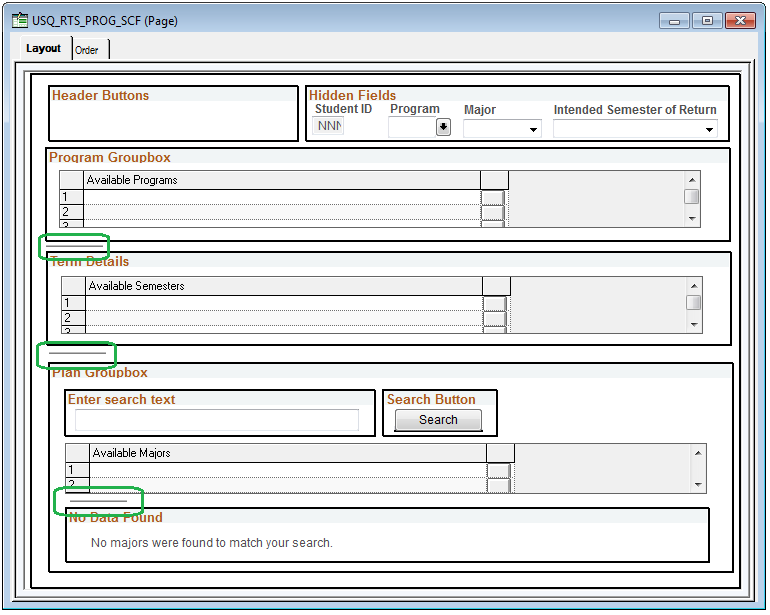 USQ_RTS_PROG_SCF (Page)
Layout
Order
Header Buttons
Hidden Fields
Student ID
Program
Major
Intended Semester of Return
NNN
Program Groupbox
Available Programs
1
2
3
Term Details
Available Semesters
1
2
3
Plan Groupbox
Enter search text
Search Button
Search
Available Majors
1
2
No Data Found
No majors were found to match your search.